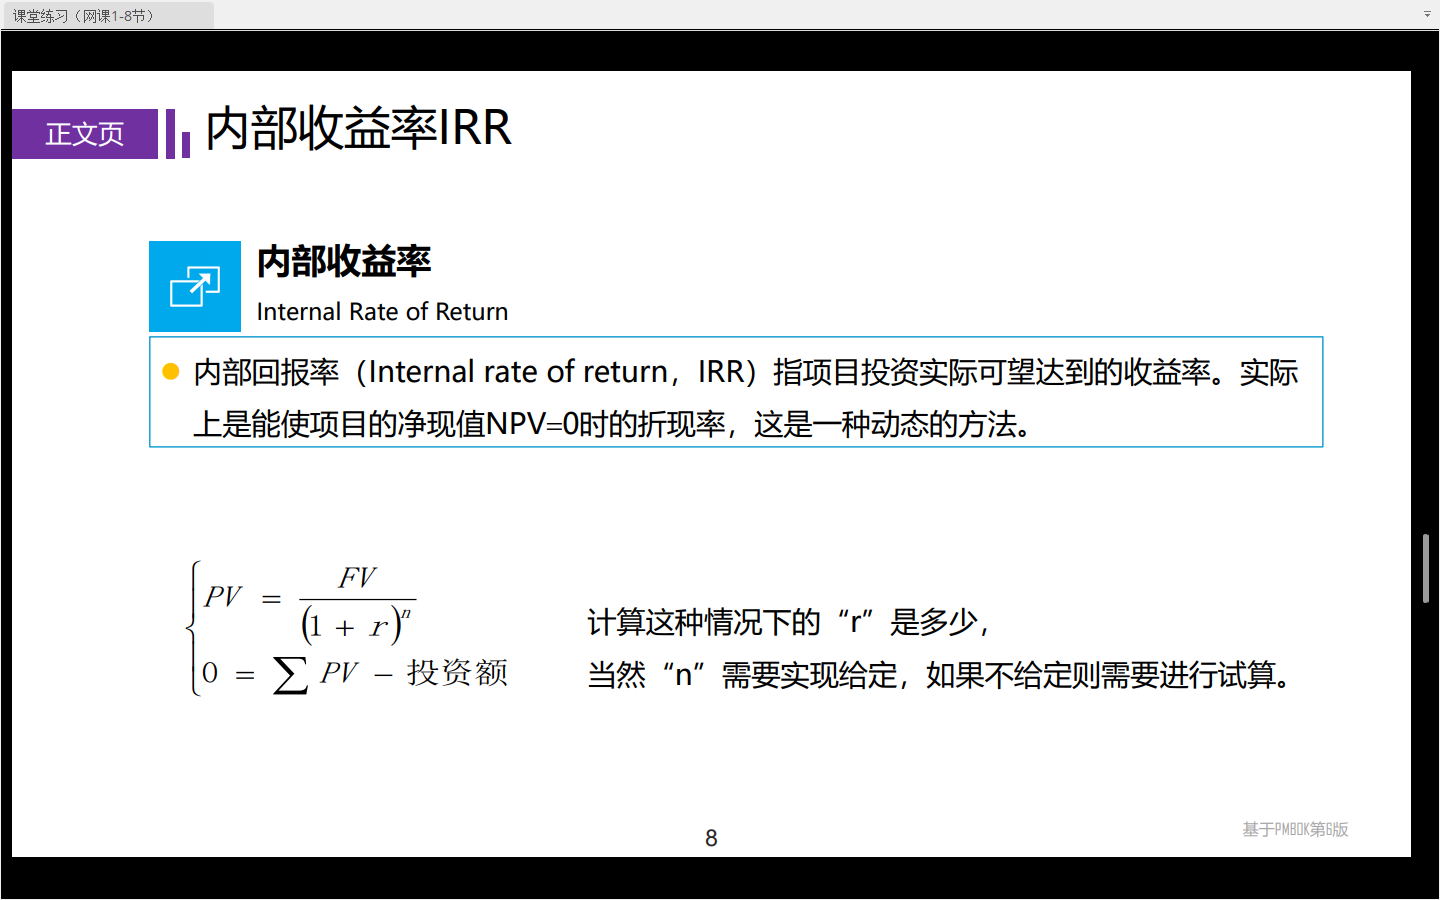 课堂练习（网课1-8节）
正文页
内部收益率IRR
内部收益率
Internal Rate of Return
内部回报率（Internal rate of return，IRR）指项目投资实际可望达到的收益率。实际
上是能使项目的净现值NPV=0时的折现率，这是一种动态的方法。
PV = FV / (1 + r)^n
0 = ∑ PV − 投资额
计算这种情况下的“r”是多少，
当然“n”需要实现给定，如果不给定则需要进行试算。
8
基于PMBOK第6版